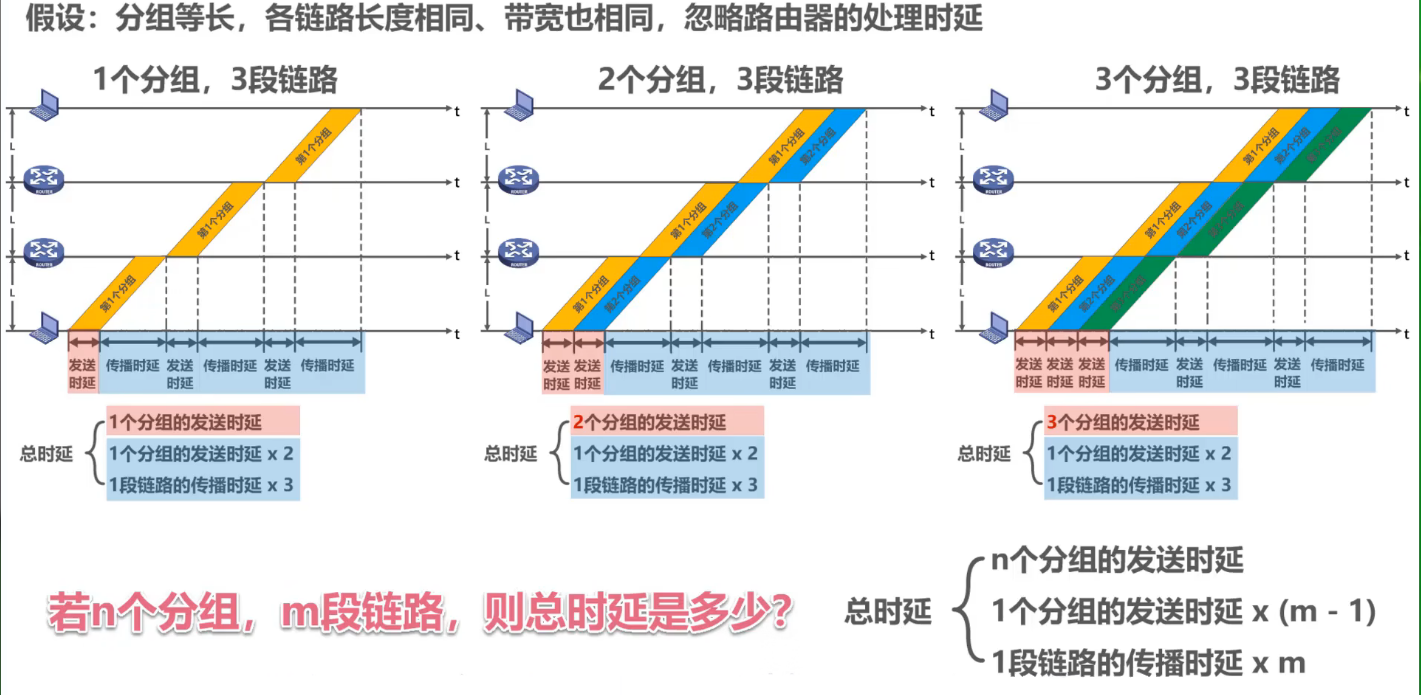 假设：分组等长，各链路长度相同、带宽也相同，忽略路由器的处理时延
1个分组，3段链路
t
L
第1个分组
ROUTER
t
L
第1个分组
ROUTER
t
L
第1个分组
t
发送时延
传播时延
发送时延
传播时延
发送时延
传播时延
总时延
1个分组的发送时延
1个分组的发送时延 x 2
1段链路的传播时延 x 3
2个分组，3段链路
t
L
第1个分组
第2个分组
ROUTER
t
L
第1个分组
第2个分组
ROUTER
t
L
第1个分组
第2个分组
t
发送时延
发送时延
传播时延
发送时延
传播时延
发送时延
传播时延
总时延
2个分组的发送时延
1个分组的发送时延 x 2
1段链路的传播时延 x 3
3个分组，3段链路
t
L
第1个分组
第2个分组
ROUTER
t
L
第1个分组
第2个分组
ROUTER
t
L
第1个分组
第2个分组
t
发送时延
发送时延
发送时延
传播时延
发送时延
传播时延
发送时延
传播时延
总时延
3个分组的发送时延
1个分组的发送时延 x 2
1段链路的传播时延 x 3
若n个分组，m段链路，则总时延是多少？
总时延
n个分组的发送时延
1个分组的发送时延 x (m - 1)
1段链路的传播时延 x m